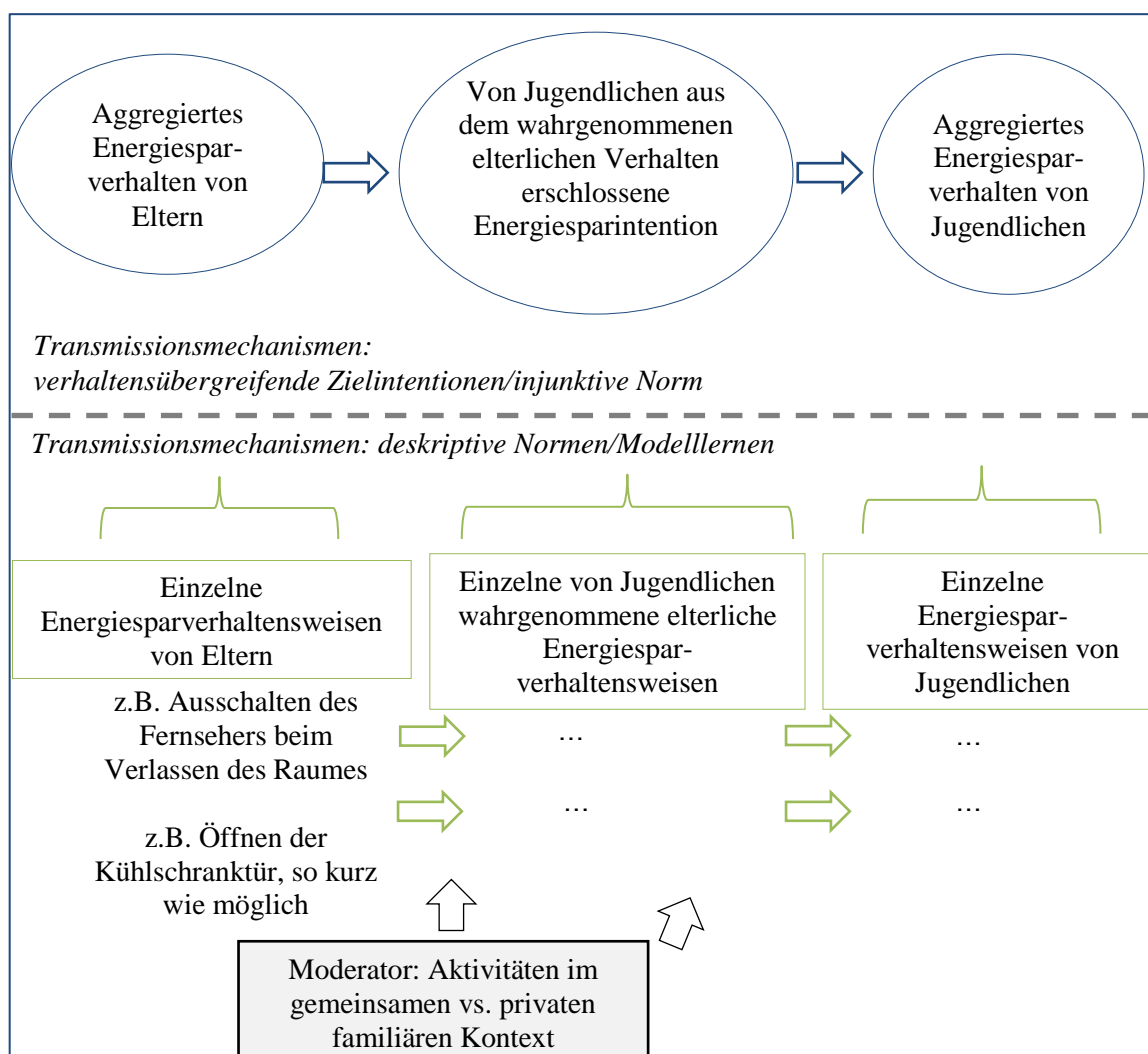 Aggregiertes
Energiespar-
verhalten von
Eltern
Von Jugendlichen aus
dem wahrgenommenen
elterlichen Verhalten
erschlossene
Energiesparintention
Aggregiertes
Energiespar-
verhalten von
Jugendlichen
Transmissionsmechanismen:
verhaltensübergreifende Zielintentionen/injunktive Norm
Transmissionsmechanismen: deskriptive Normen/Modelllernen
Einzelne
Energiesparverhaltensweisen
von Eltern
Einzelne von Jugendlichen
wahrgenommene elterliche
Energiespar-
verhaltensweisen
Einzelne
Energiespar-
verhaltensweisen von
Jugendlichen
z.B. Ausschalten des
Fernsehers beim
Verlassen des Raumes
…
…
z.B. Öffnen der
Kühlschranktür, so kurz
wie möglich
…
…
Moderator: Aktivitäten im
gemeinsamen vs. privaten
familiären Kontext